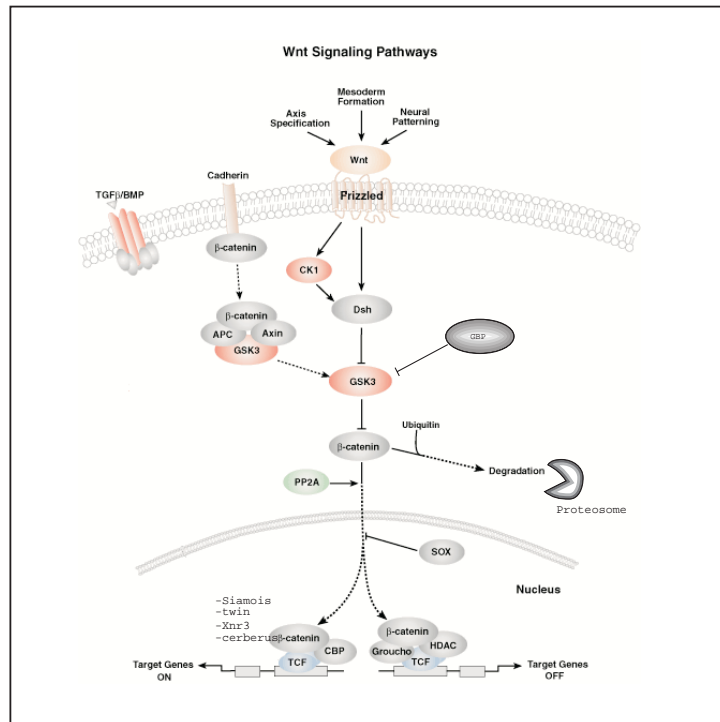 Wnt Signaling Pathways
Mesoderm
Formation
Axis
Specification
Neural
Patterning
Wnt
Cadherin
TGFβ/BMP
Frizzled
β-catenin
CK1
β-catenin
APC
Axin
GSK3
Dsh
GBP
GSK3
Ubiquitin
β-catenin
Degradation
PP2A
Proteosome
SOX
Nucleus
-Siamois
-twin
-Xnr3
-cerberus
β-catenin
CBP
TCF
β-catenin
Groucho
HDAC
TCF
Target Genes
ON
Target Genes
OFF